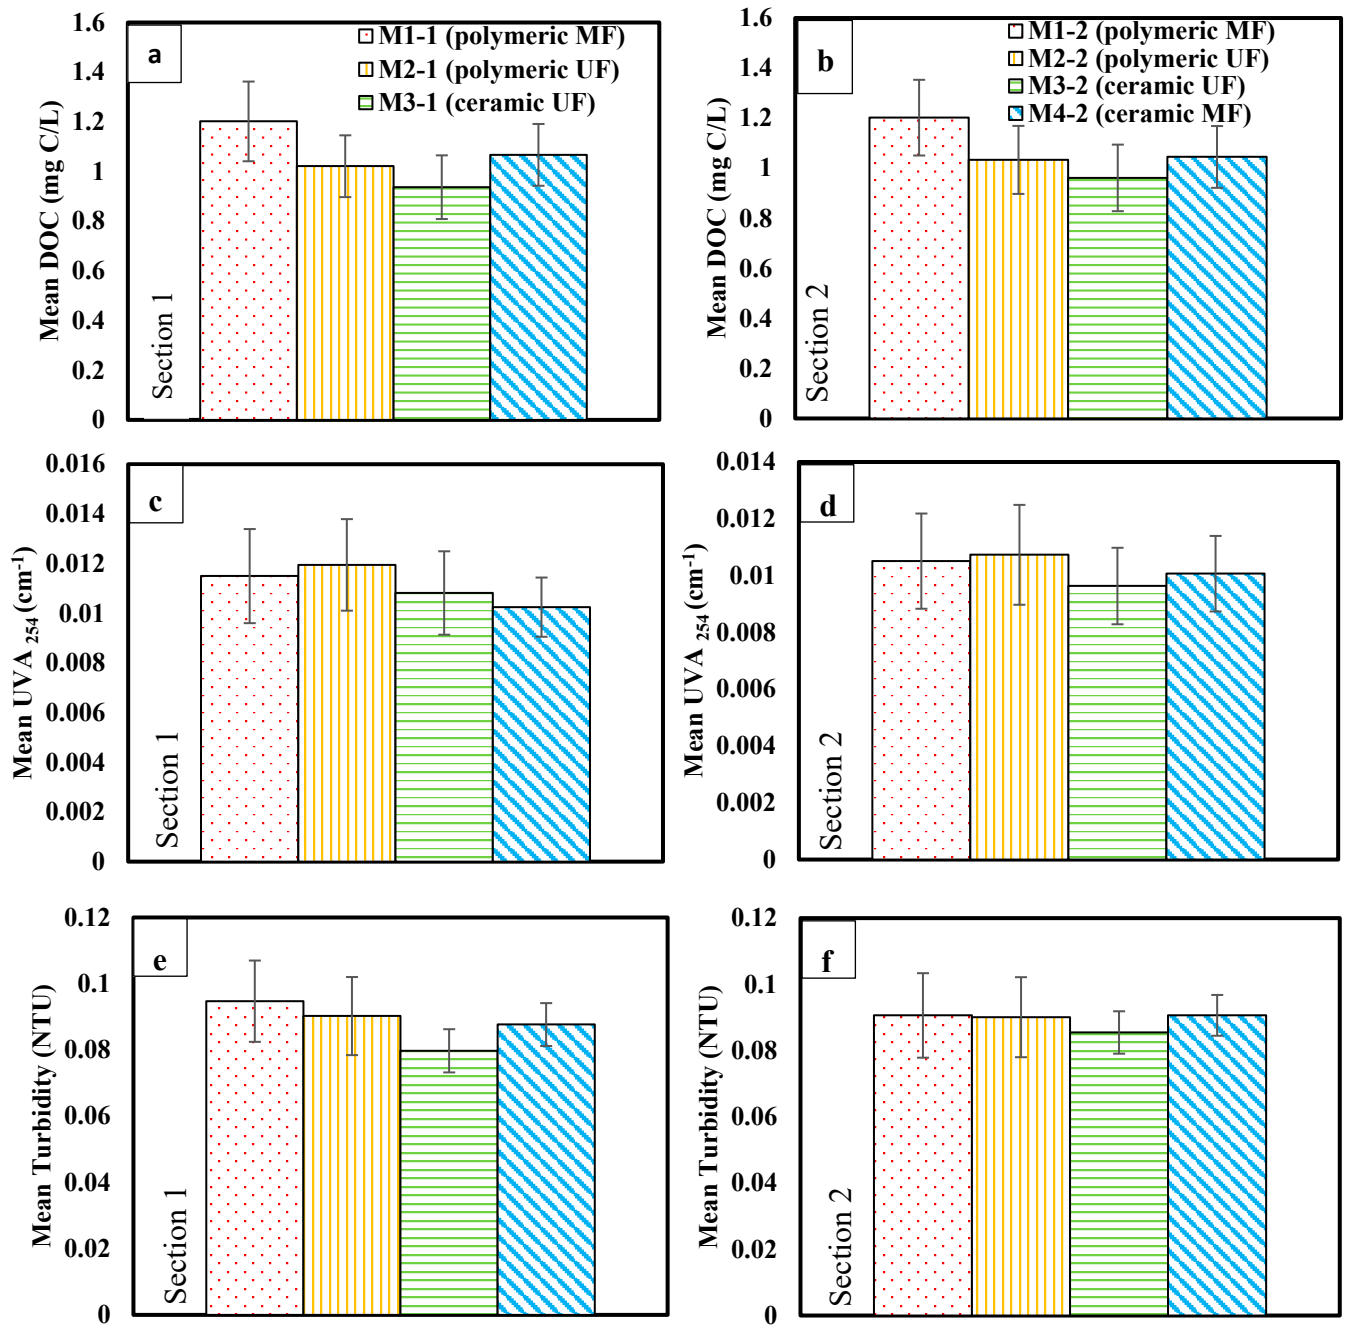 a
M1-1 (polymeric MF)
M2-1 (polymeric UF)
M3-1 (ceramic UF)
Mean DOC (mg C/L)
1.6
1.4
1.2
1
0.8
0.6
0.4
0.2
0
Section 1
b
M1-2 (polymeric MF)
M2-2 (polymeric UF)
M3-2 (ceramic UF)
M4-2 (ceramic MF)
Mean DOC (mg C/L)
1.6
1.4
1.2
1
0.8
0.6
0.4
0.2
0
Section 2
c
Mean UVA 254 (cm-1)
0.016
0.014
0.012
0.01
0.008
0.006
0.004
0.002
0
Section 1
d
Mean UVA 254 (cm-1)
0.014
0.012
0.01
0.008
0.006
0.004
0.002
0
Section 2
e
Mean Turbidity (NTU)
0.12
0.1
0.08
0.06
0.04
0.02
0
Section 1
f
Mean Turbidity (NTU)
0.12
0.1
0.08
0.06
0.04
0.02
0
Section 2